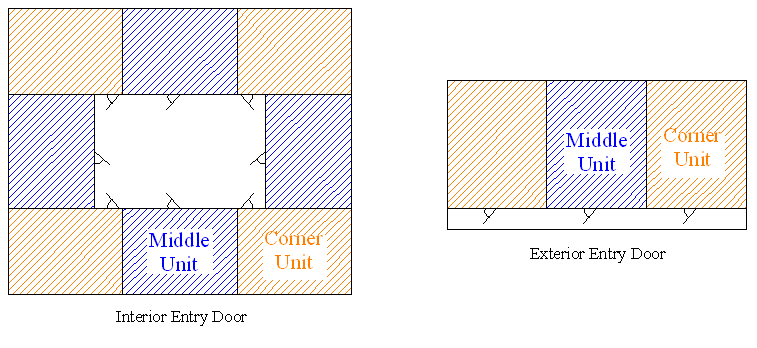 Middle
Unit
Corner
Unit
Interior Entry Door
Middle
Unit
Corner
Unit
Exterior Entry Door